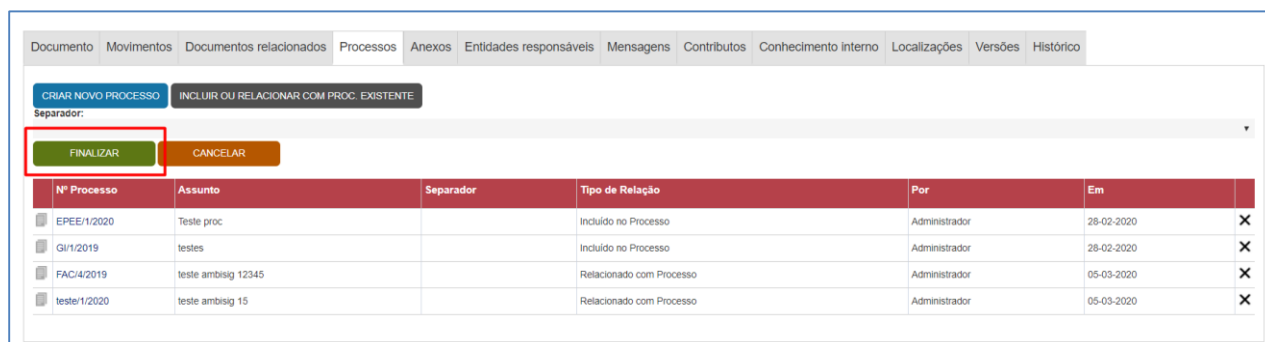 Documento Movimentos Documentos relacionados Processos Anexos Entidades responsáveis Mensagens Contributos Conhecimento interno Localizações Versões Histórico
CRIAR NOVO PROCESSO INCLUIR OU RELACIONAR COM PROC. EXISTENTE
Separador:
FINALIZAR CANCELAR
Nº Processo Assunto Separador Tipo de Relação Por Em
EPEE/1/2020 Teste proc Incluído no Processo Administrador 28-02-2020
GI/1/2019 testes Incluído no Processo Administrador 28-02-2020
FAC/4/2019 teste ambisig 12345 Relacionado com Processo Administrador 05-03-2020
teste/1/2020 teste ambisig 15 Relacionado com Processo Administrador 05-03-2020